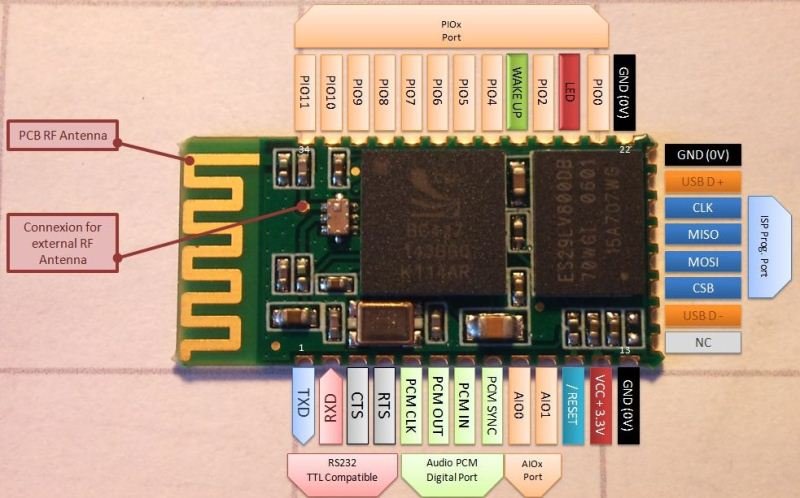 PIOx
Port
PIO11
PIO10
PIO9
PIO8
PIO7
PIO6
PIO5
PIO4
WAKE UP
PIO2
LED
PIO0
GND (0V)
PCB RF Antenna
Connexion for
external RF
Antenna
34
22
GND (0V)
USB D+
CLK
MISO
MOSI
CSB
USB D-
NC
ISP Prog. Port
ES29LV800DB
1
13
TXD
RXD
CTS
RTS
PCM CLK
PCM OUT
PCM IN
PCM SYNC
AIO0
AIO1
/ RESET
VCC + 3.3V
GND (0V)
RS232
TTL Compatible
Audio PCM
Digital Port
AIOx
Port